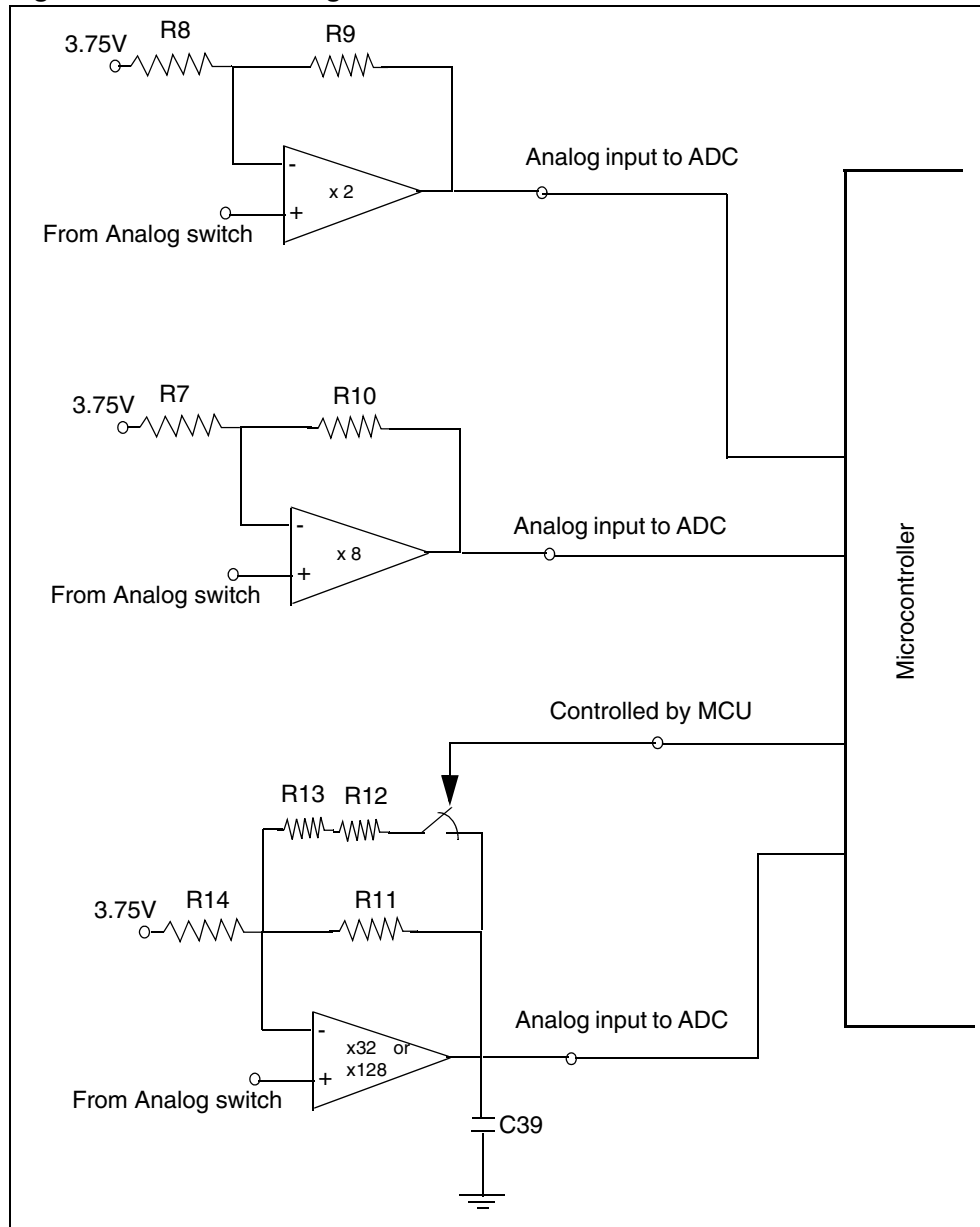 R8
R9
3.75V
Analog input to ADC
-
x 2
+
From Analog switch
R7
R10
3.75V
Analog input to ADC
-
x 8
+
From Analog switch
Microcontroller
Controlled by MCU
R13
R12
R14
R11
3.75V
Analog input to ADC
-
x32 or
x128
+
From Analog switch
C39